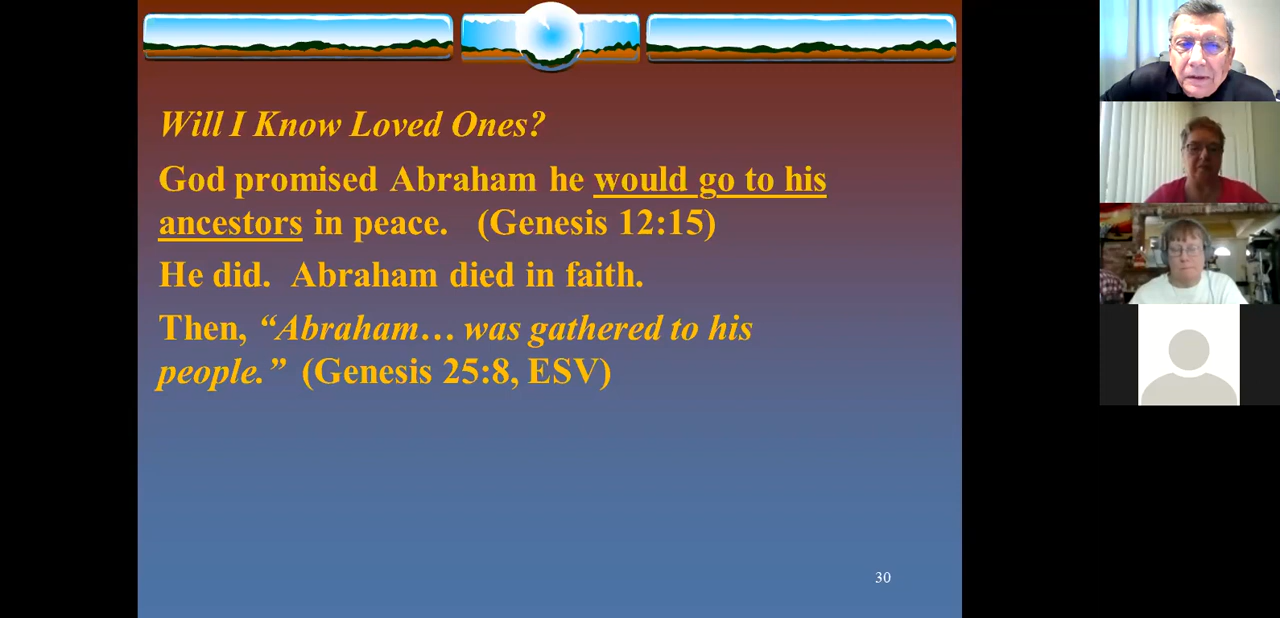 Will I Know Loved Ones?
God promised Abraham he would go to his
ancestors in peace. (Genesis 12:15)
He did. Abraham died in faith.
Then, “Abraham… was gathered to his
people.” (Genesis 25:8, ESV)
30